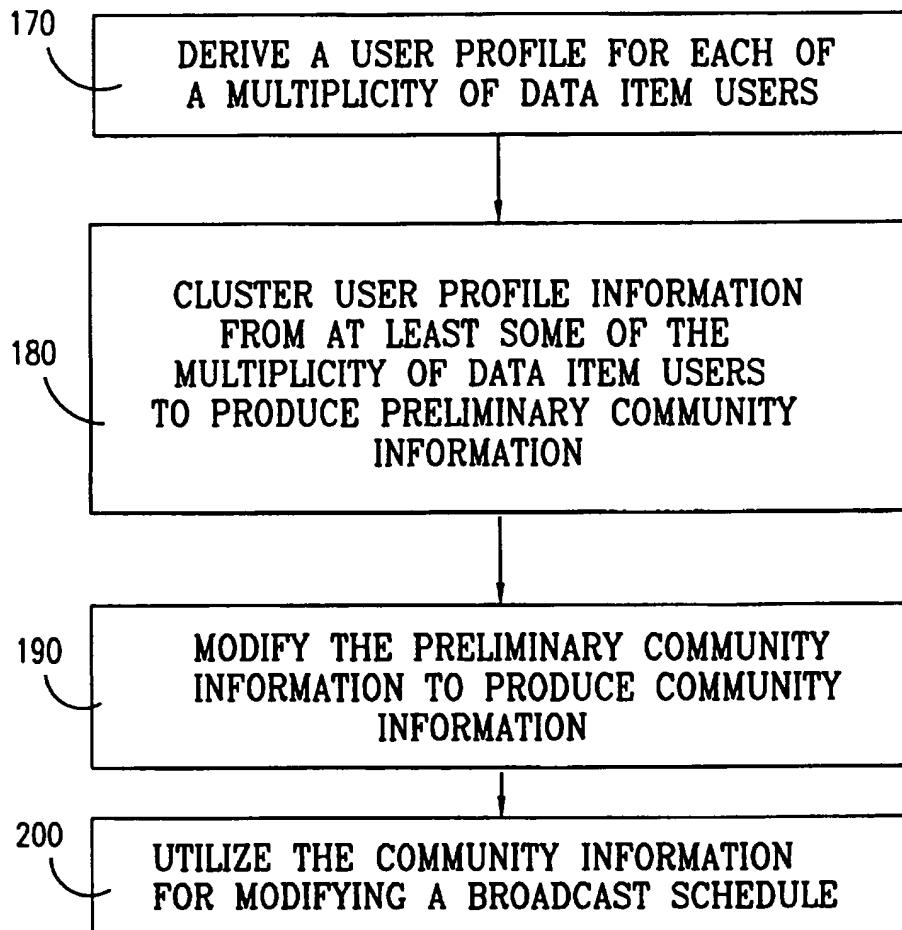 170
DERIVE A USER PROFILE FOR EACH OF
A MULTIPLICITY OF DATA ITEM USERS
180
CLUSTER USER PROFILE INFORMATION
FROM AT LEAST SOME OF THE
MULTIPLICITY OF DATA ITEM USERS
TO PRODUCE PRELIMINARY COMMUNITY
INFORMATION
190
MODIFY THE PRELIMINARY COMMUNITY
INFORMATION TO PRODUCE COMMUNITY
INFORMATION
200
UTILIZE THE COMMUNITY INFORMATION
FOR MODIFYING A BROADCAST SCHEDULE